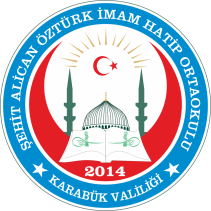 ŞEHİT ALİCAN ÖZTÜRK İMAM HATİP ORTAOKULU
2014
KARABÜK VALİLİĞİ